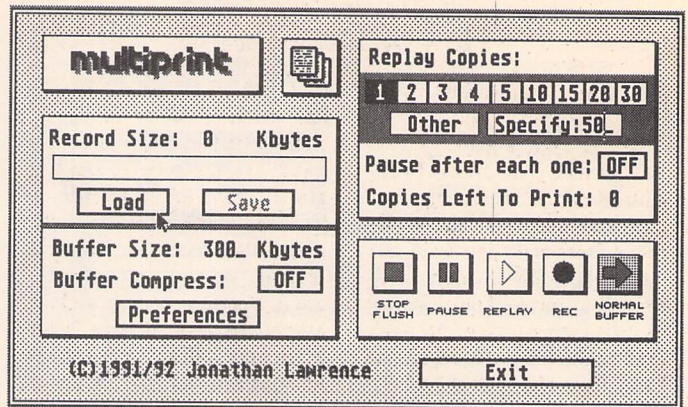 multiprint
Record Size: 0 Kbytes
Load Save
Buffer Size: 300_ Kbytes
Buffer Compress: OFF
Preferences
Replay Copies:
1 2 3 4 5 10 15 20 30
Other Specify:50_
Pause after each one: OFF
Copies Left To Print: 0
STOP FLUSH
PAUSE
REPLAY
REC
NORMAL BUFFER
(C)1991/92 Jonathan Lawrence
Exit